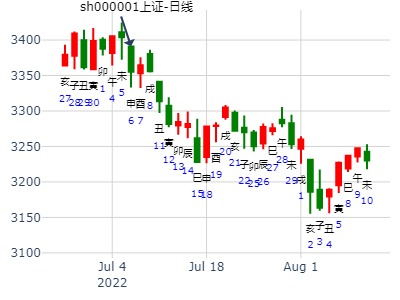 sh000001上证-日线
3400
3350
3300
3250
3200
3150
3100
亥 27
子 28
丑 29
寅 30
卯 1
午 4
未 5
申 6
酉 7
戌 8
丑 11
寅 12
卯 13
辰 14
巳 15
申 18
酉 19
戌 20
亥 21
子 22
卯 25
辰 26
巳 27
午 28
未 29
戌 1
亥 2
子 3
丑 4
寅 5
巳 8
午 9
未 10
Jul 4
2022
Jul 18
Aug 1